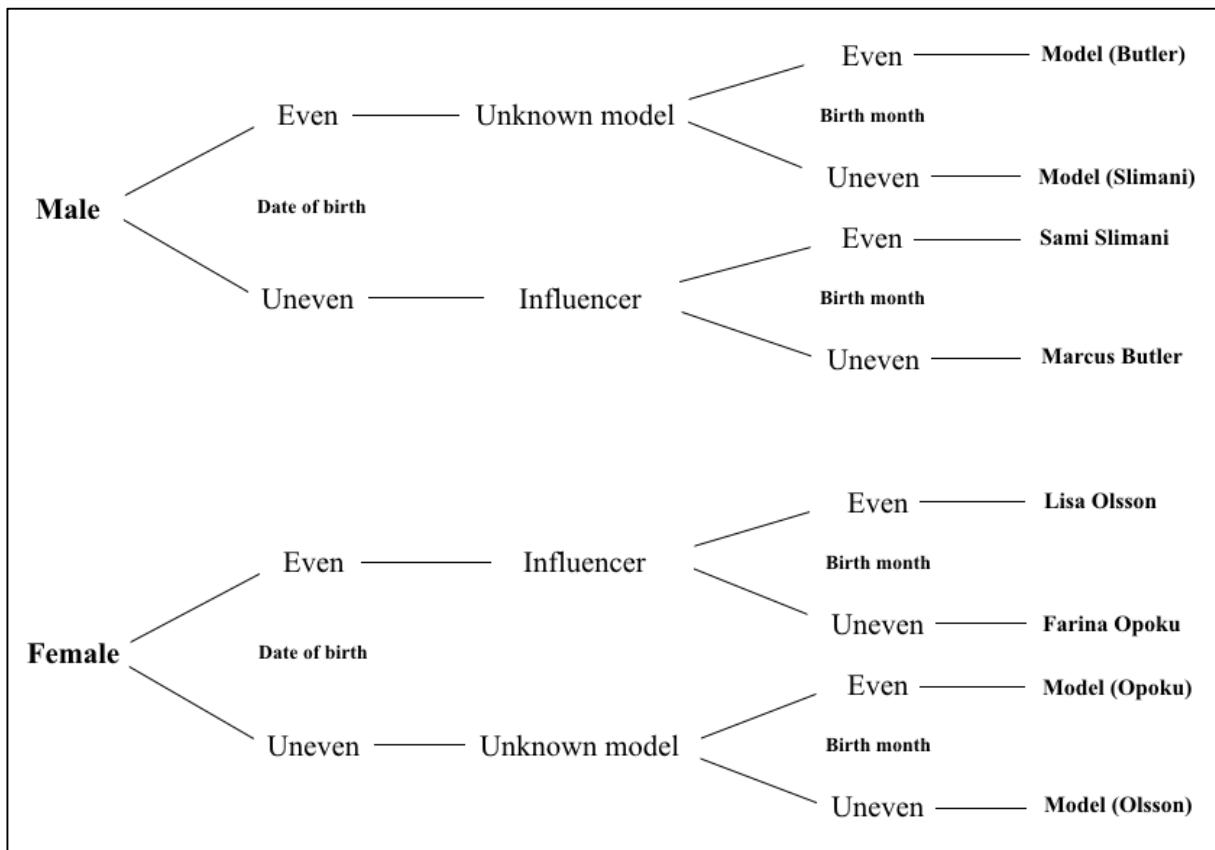 Even Model (Butler)
Even Unknown model Birth month
Uneven Model (Slimani)
Male Date of birth
Even Sami Slimani
Uneven Influencer Birth month
Uneven Marcus Butler
Even Lisa Olsson
Even Influencer Birth month
Uneven Farina Opoku
Female Date of birth
Even Model (Opoku)
Uneven Unknown model Birth month
Uneven Model (Olsson)